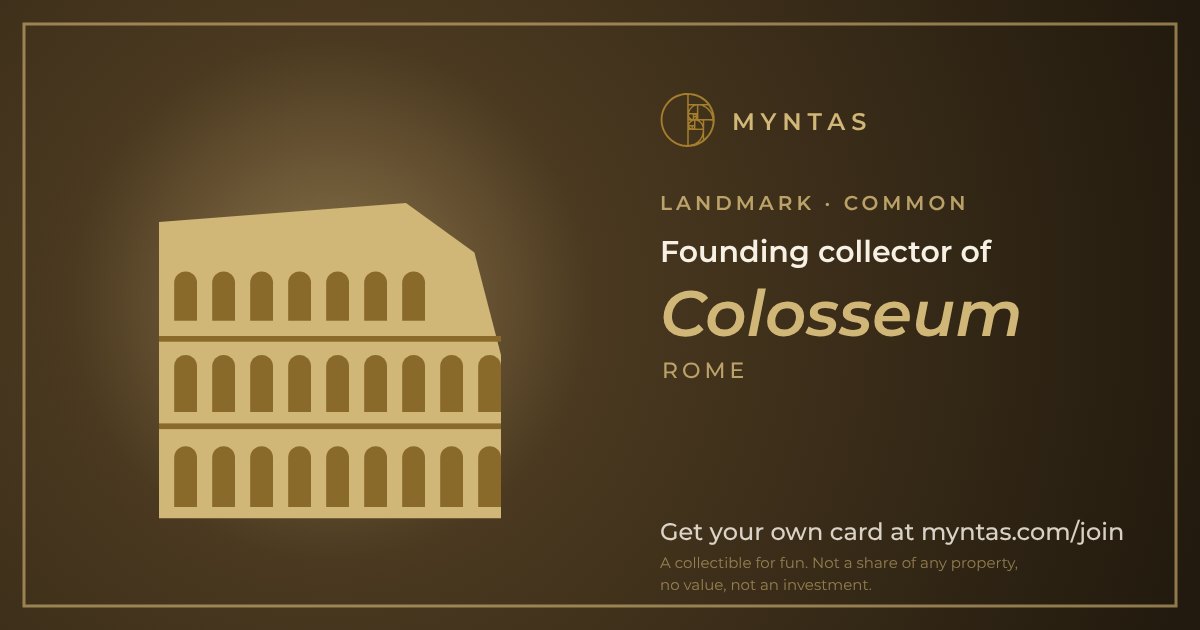 MYNTAS
LANDMARK · COMMON
Founding collector of
Colosseum
ROME
Get your own card at myntas.com/join
A collectible for fun. Not a share of any property,
no value, not an investment.